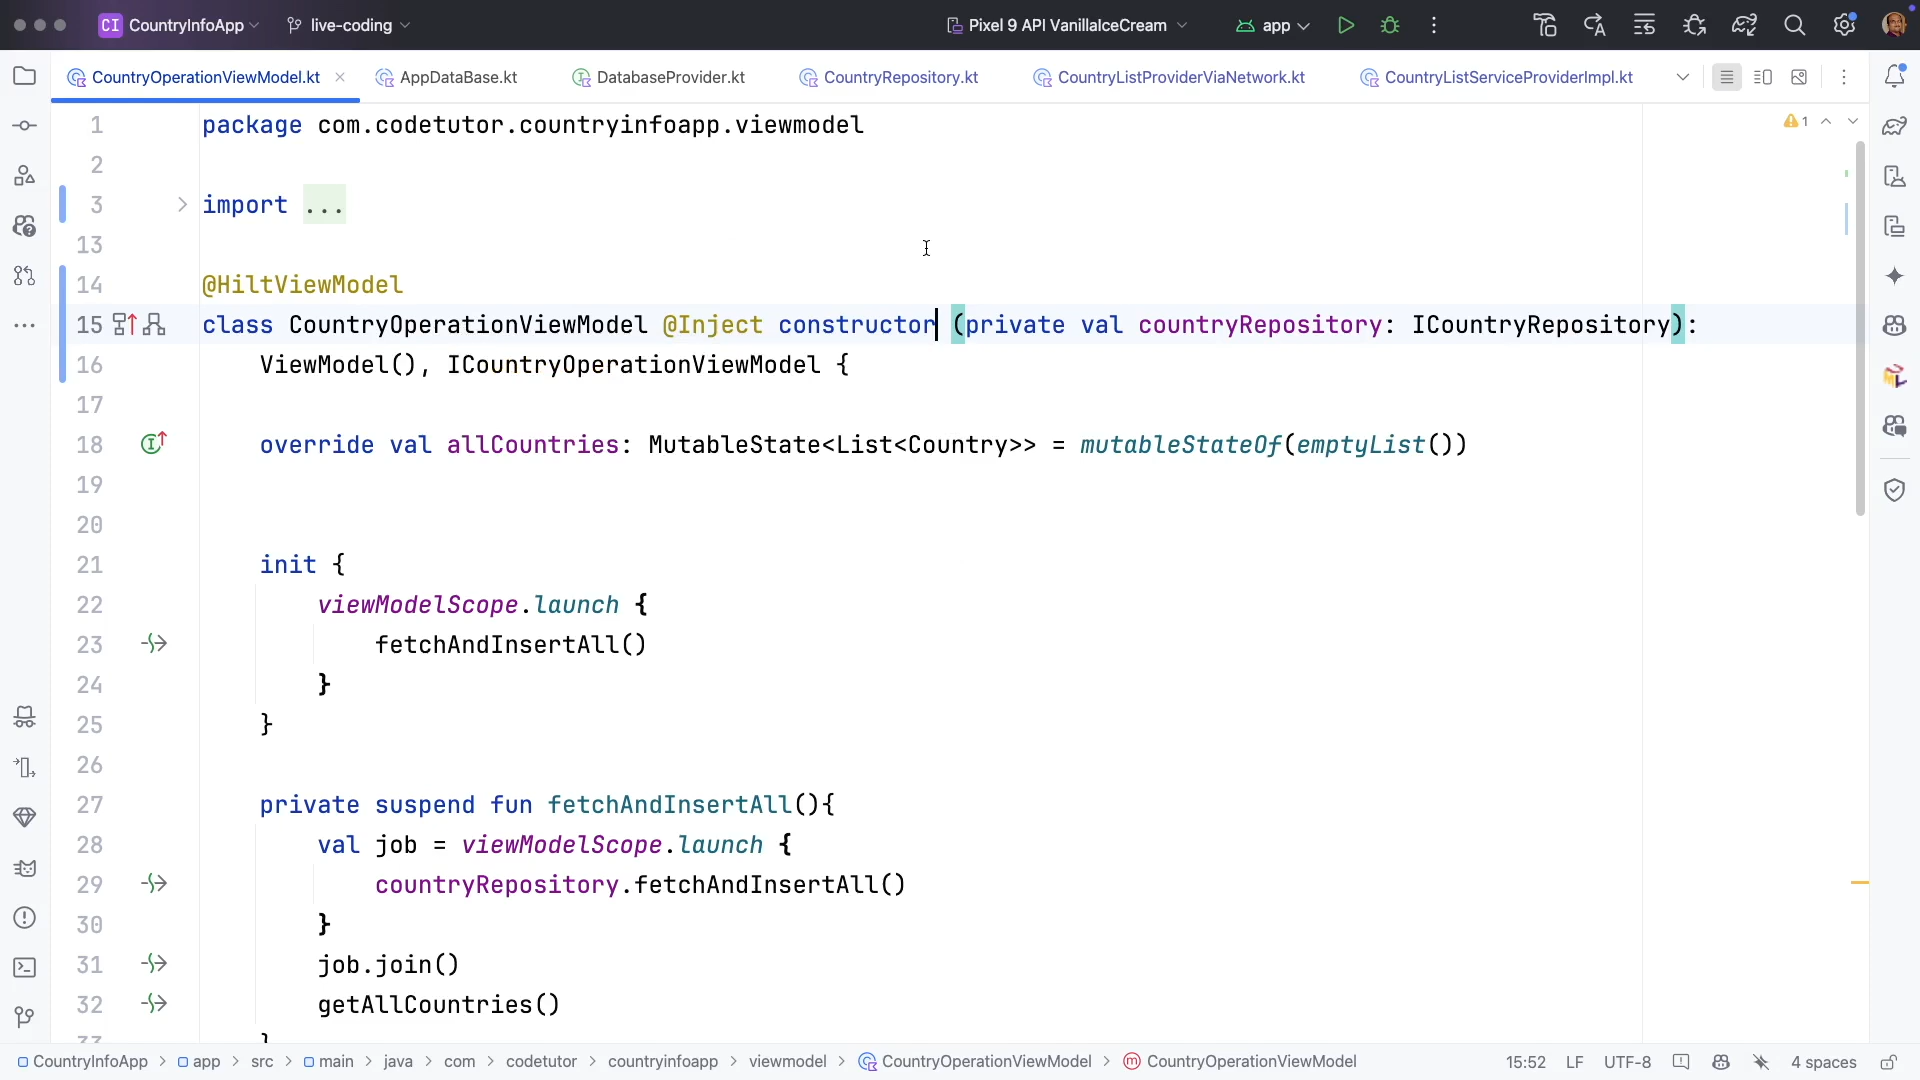 CI CountryInfoApp live-coding Pixel 9 API VanillaIceCream app
CountryOperationViewModel.kt AppDataBase.kt DatabaseProvider.kt CountryRepository.kt CountryListProviderViaNetwork.kt CountryListServiceProviderImpl.kt
1 package com.codetutor.countryinfoapp.viewmodel 1
2
3 import ...
13
14 @HiltViewModel
15 class CountryOperationViewModel @Inject constructor (private val countryRepository: ICountryRepository):
16 ViewModel(), ICountryOperationViewModel {
17
18 override val allCountries: MutableState<List<Country>> = mutableStateOf(emptyList())
19
20
21 init {
22 viewModelScope.launch {
23 fetchAndInsertAll()
24 }
25 }
26
27 private suspend fun fetchAndInsertAll(){
28 val job = viewModelScope.launch {
29 countryRepository.fetchAndInsertAll()
30 }
31 job.join()
32 getAllCountries()
33 }
CountryInfoApp > app > src > main > java > com > codetutor > countryinfoapp > viewmodel > CountryOperationViewModel > CountryOperationViewModel 15:52 LF UTF-8 4 spaces